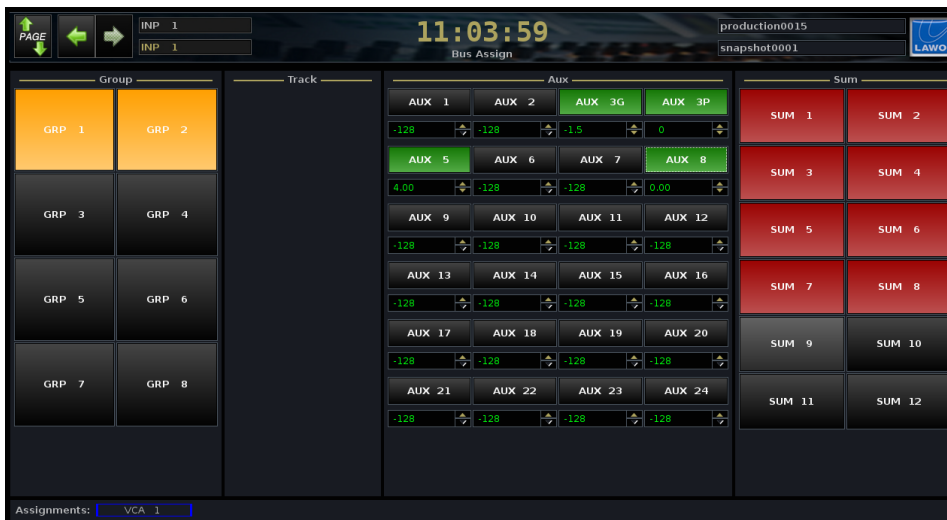 PAGE
INP 1
INP 1
11:03:59
Bus Assign
production0015
snapshot0001
LAWO
Group
Track
Aux
Sum
GRP 1 GRP 2
GRP 3 GRP 4
GRP 5 GRP 6
GRP 7 GRP 8
AUX 1 AUX 2 AUX 3G AUX 3P
-128 -128 -1.5 0
AUX 5 AUX 6 AUX 7 AUX 8
4.00 -128 -128 0.00
AUX 9 AUX 10 AUX 11 AUX 12
-128 -128 -128 -128
AUX 13 AUX 14 AUX 15 AUX 16
-128 -128 -128 -128
AUX 17 AUX 18 AUX 19 AUX 20
-128 -128 -128 -128
AUX 21 AUX 22 AUX 23 AUX 24
-128 -128 -128 -128
SUM 1 SUM 2
SUM 3 SUM 4
SUM 5 SUM 6
SUM 7 SUM 8
SUM 9 SUM 10
SUM 11 SUM 12
Assignments: VCA 1